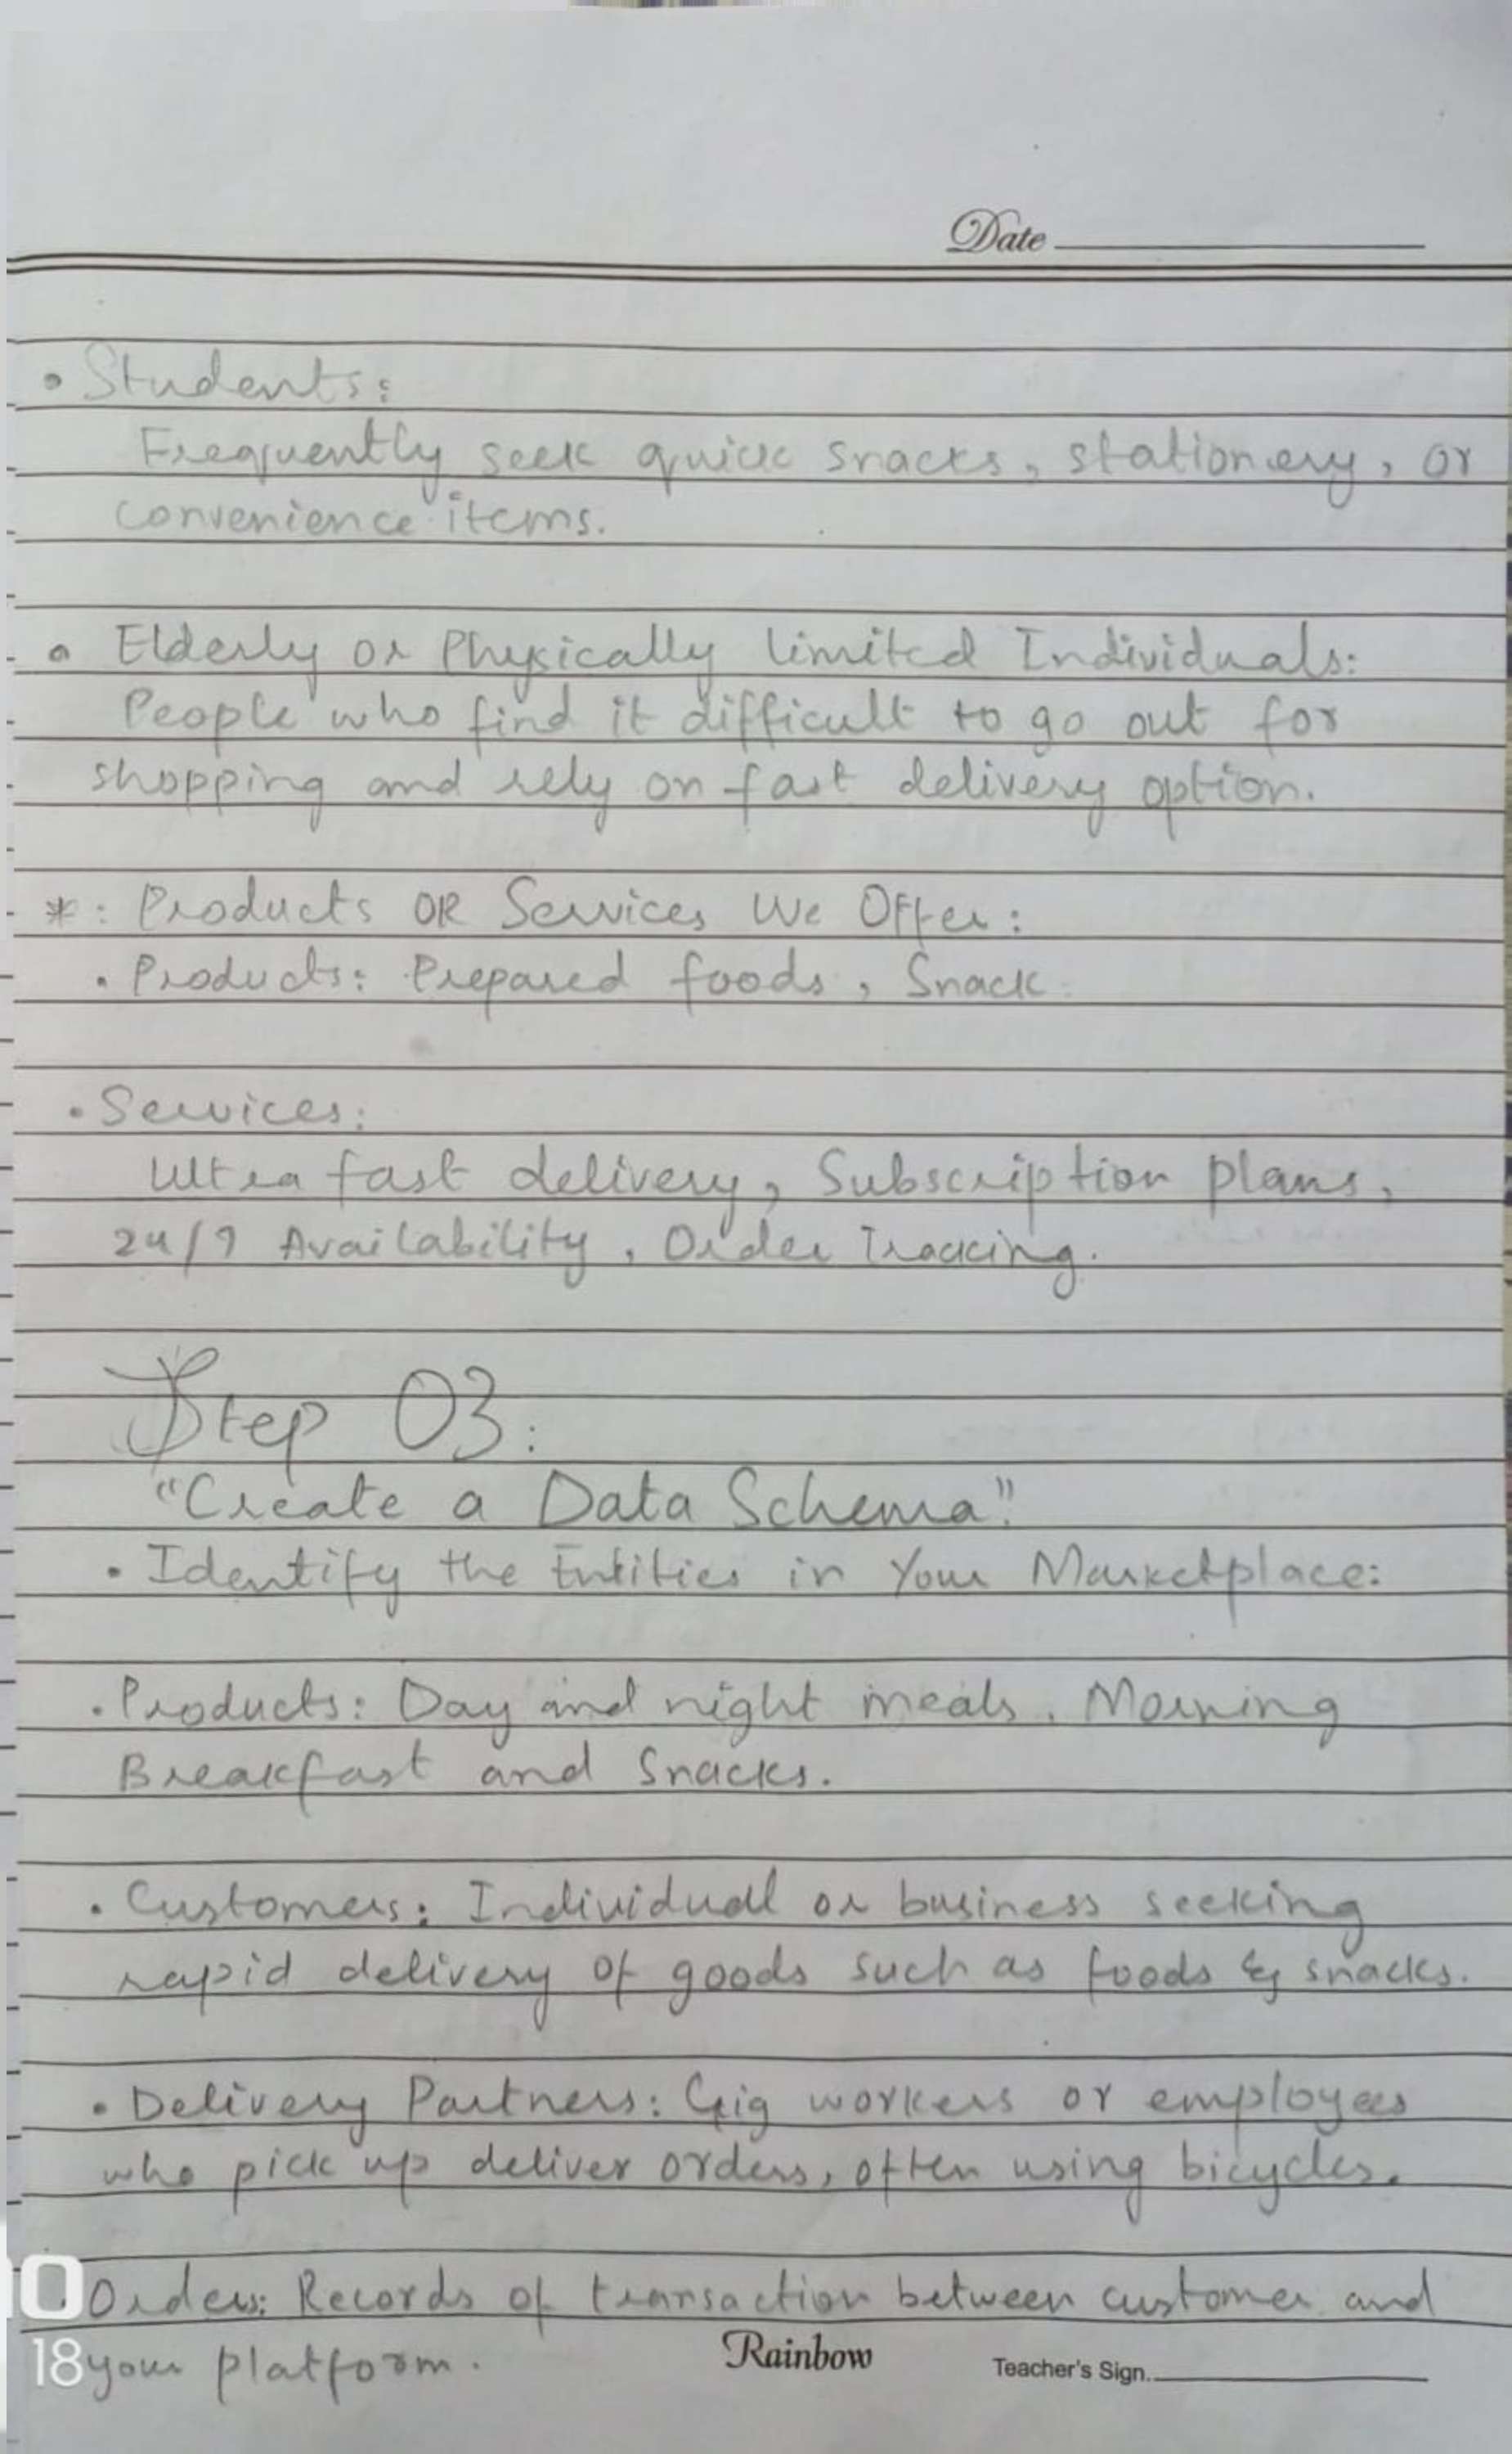 Date
• Students:
Frequently seek quick snacks, stationery, or
convenience items.
• Elderly or Physically limited Individuals:
People who find it difficult to go out for
shopping and rely on fast delivery option.
*: Products OR Services We Offer:
• Products: Prepared foods, Snack
• Services:
Ultra fast delivery, Subscription plans,
24/7 Availability, Order Tracking.
Step 03:
"Create a Data Schema"
• Identify the Entities in Your Marketplace:
• Products: Day and night meals, Morning
Breakfast and Snacks.
• Customers: Individual or business seeking
rapid delivery of goods such as foods & snacks.
• Delivery Partners: Gig workers or employees
who pick up deliver orders, often using bicycles.
• Orders: Records of transaction between customer and
18 your platform.
Rainbow
Teacher's Sign.